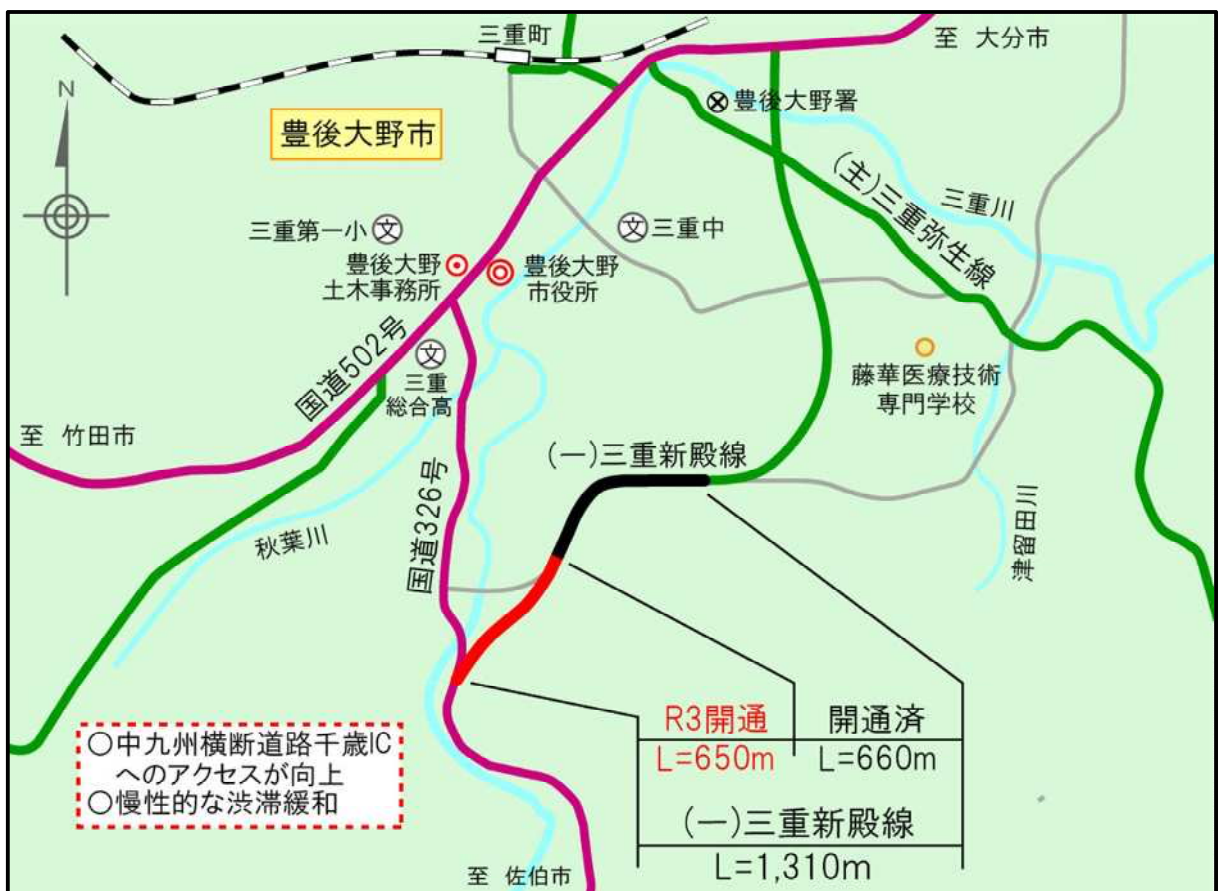 三重町
至 大分市
N
豊後大野署
豊後大野市
(主)三重弥生線
三重川
三重第一小
文
文
三重中
豊後大野
土木事務所
豊後大野
市役所
国道502号
文
三重
総合高
藤華医療技術
専門学校
至 竹田市
(一)三重新殿線
国道326号
秋葉川
津留田川
R3開通
開通済
L=650m
L=660m
○中九州横断道路千歳IC
へのアクセスが向上
○慢性的な渋滞緩和
(一)三重新殿線
L=1,310m
至 佐伯市